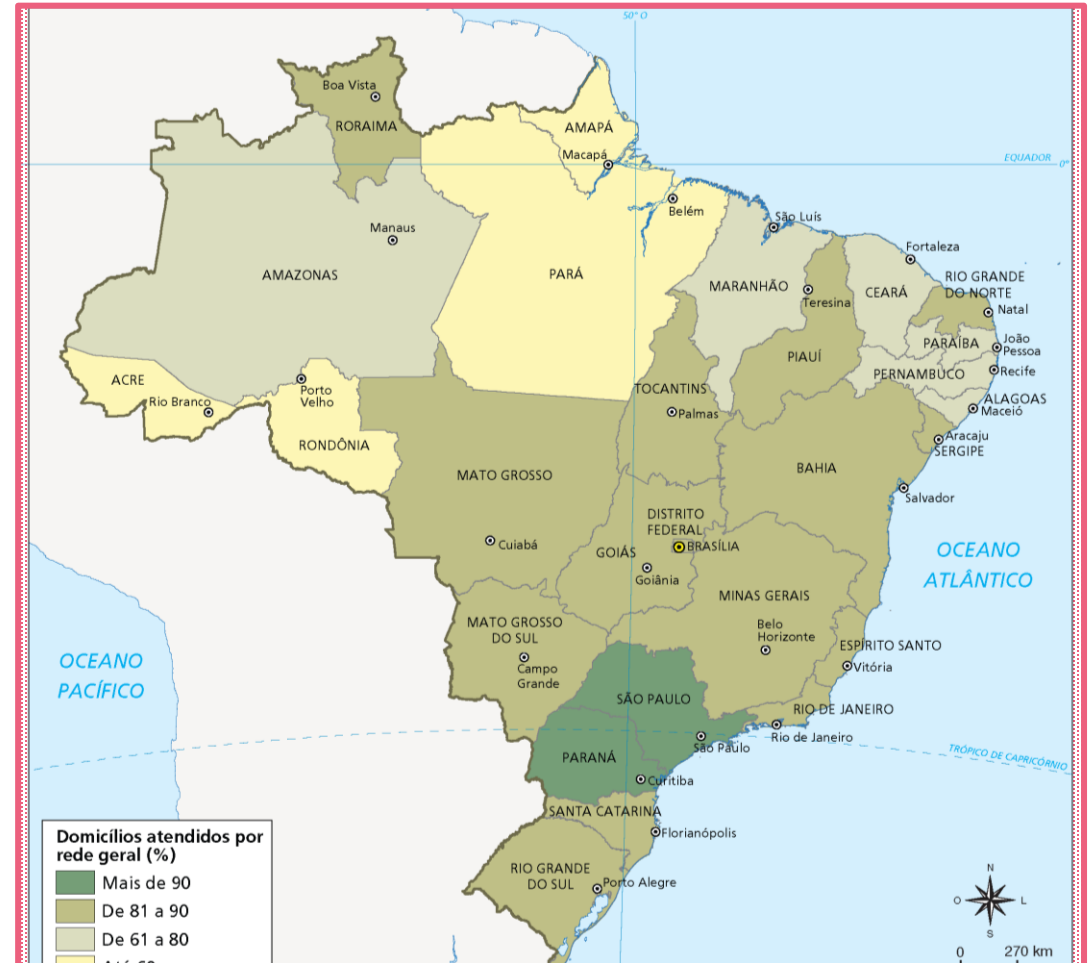 50° O
Boa Vista
RORAIMA
AMAPÁ
Macapá
EQUADOR
0°
Belém
São Luís
Manaus
Fortaleza
AMAZONAS
PARÁ
MARANHÃO
CEARÁ
RIO GRANDE
DO NORTE
Teresina
Natal
PARAÍBA
João
Pessoa
PIAUÍ
ACRE
Rio Branco
Porto
Velho
TOCANTINS
Palmas
PERNAMBUCO
Recife
ALAGOAS
Maceió
Aracaju
SERGIPE
RONDÔNIA
MATO GROSSO
BAHIA
Salvador
DISTRITO
FEDERAL
BRASÍLIA
Cuiabá
GOIÁS
Goiânia
OCEANO
ATLÂNTICO
MINAS GERAIS
Belo
Horizonte
MATO GROSSO
DO SUL
Campo
Grande
ESPÍRITO SANTO
Vitória
OCEANO
PACÍFICO
SÃO PAULO
RIO DE JANEIRO
Rio de Janeiro
São Paulo
TRÓPICO DE CAPRICÓRNIO
PARANÁ
Curitiba
SANTA CATARINA
Florianópolis
RIO GRANDE
DO SUL
Porto Alegre
Domicílios atendidos por
rede geral (%)
Mais de 90
De 81 a 90
De 61 a 80
Até 60
N
O
L
S
0 270 km